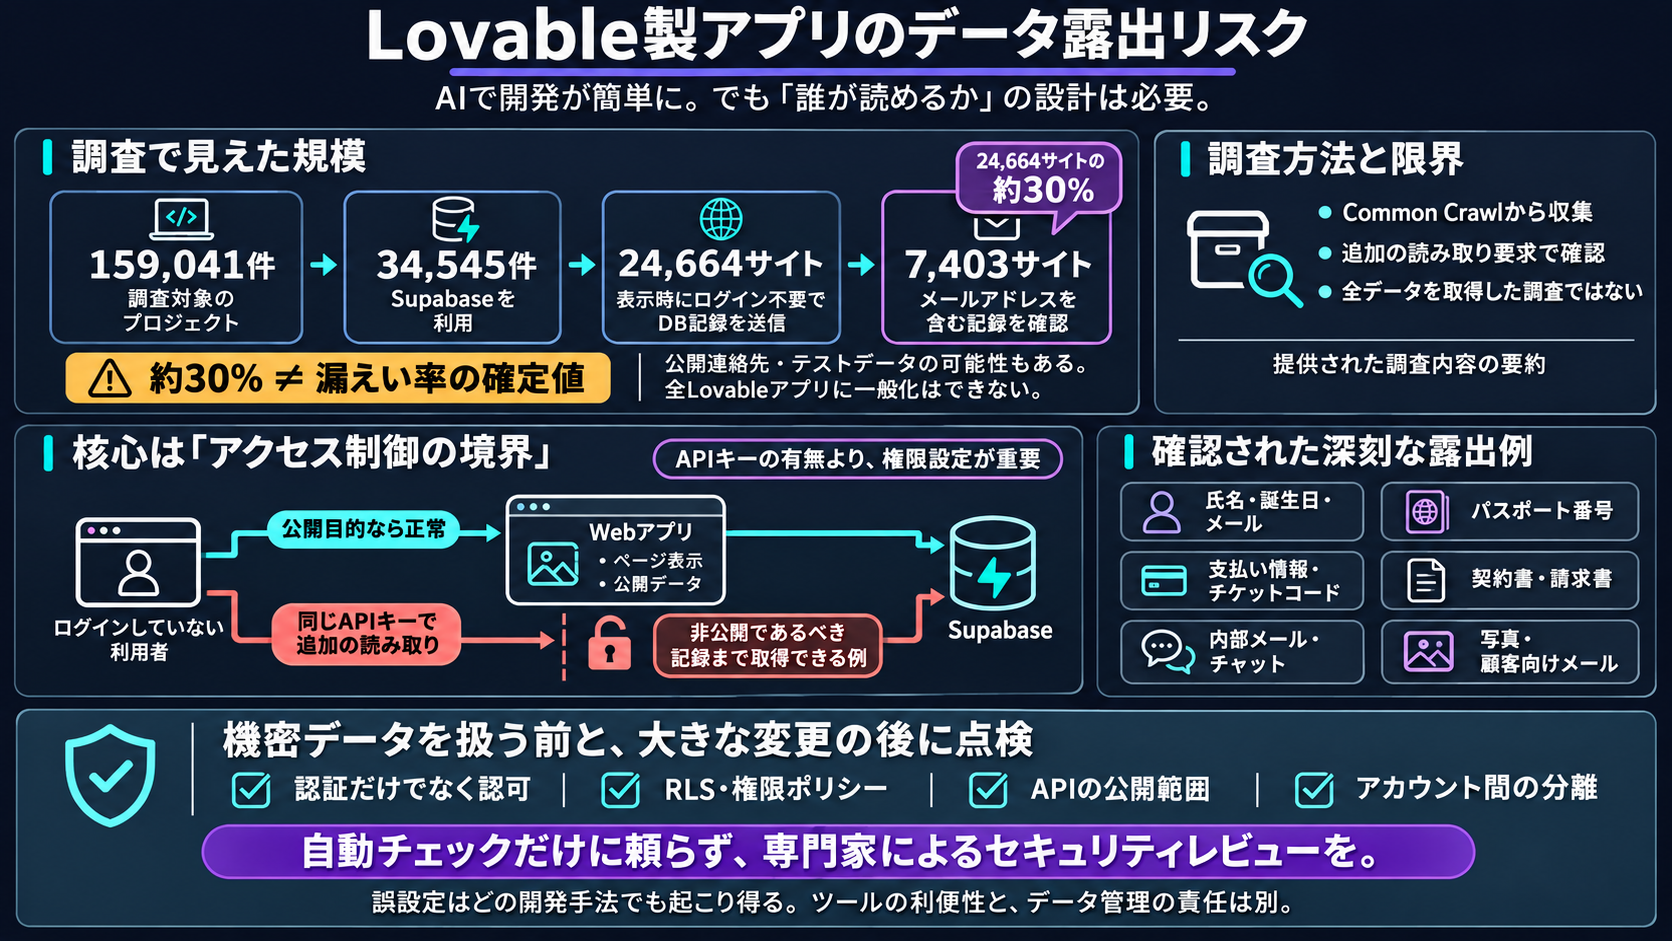 Lovable製アプリのデータ露出リスク
AIで開発が簡単に。でも「誰が読めるか」の設計は必要。
調査で見えた規模
159,041件
調査対象の
プロジェクト
34,545件
Supabaseを
利用
24,664サイト
表示時にログイン不要で
DB記録を送信
24,664サイトの
約30%
7,403サイト
メールアドレスを
含む記録を確認
約30% ≠ 漏えい率の確定値
公開連絡先・テストデータの可能性もある。
全Lovableアプリに一般化はできない。
調査方法と限界
Common Crawlから収集
追加の読み取り要求で確認
全データを取得した調査ではない
提供された調査内容の要約
核心は「アクセス制御の境界」
APIキーの有無より、権限設定が重要
ログインしていない
利用者
公開目的なら正常
同じAPIキーで
追加の読み取り
Webアプリ
・ページ表示
・公開データ
非公開であるべき
記録まで取得できる例
Supabase
確認された深刻な露出例
氏名・誕生日・
メール
パスポート番号
支払い情報・
チケットコード
契約書・請求書
内部メール・
チャット
写真・
顧客向けメール
機密データを扱う前と、大きな変更の後に点検
認証だけでなく認可
RLS・権限ポリシー
APIの公開範囲
アカウント間の分離
自動チェックだけに頼らず、専門家によるセキュリティレビューを。
誤設定はどの開発手法でも起こり得る。ツールの利便性と、データ管理の責任は別。